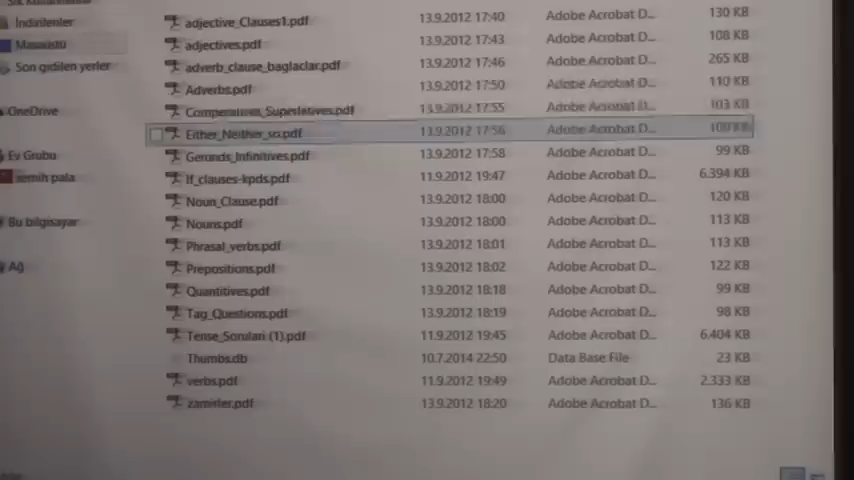 İndirilenler
Masaüstü
Son gidilen yerler
OneDrive
Ev Grubu
semih pala
Bu bilgisayar
Ağ
adjective_Clauses1.pdf 13.9.2012 17:40 Adobe Acrobat D... 130 KB
adjectives.pdf 13.9.2012 17:43 Adobe Acrobat D... 108 KB
adverb_clause_baglaclar.pdf 13.9.2012 17:46 Adobe Acrobat D... 265 KB
Adverbs.pdf 13.9.2012 17:50 Adobe Acrobat D... 110 KB
Comperatives_Superletives.pdf 13.9.2012 17:55 Adobe Acrobat D... 103 KB
Either_Neither_so.pdf 13.9.2012 17:56 Adobe Acrobat D... KB
Gerunds_Infinitives.pdf 13.9.2012 17:58 Adobe Acrobat D... 99 KB
If_clauses-kpds.pdf 11.9.2012 19:47 Adobe Acrobat D... 6.394 KB
Noun_Clause.pdf 13.9.2012 18:00 Adobe Acrobat D... 120 KB
Nouns.pdf 13.9.2012 18:00 Adobe Acrobat D... 113 KB
Phrasal_verbs.pdf 13.9.2012 18:01 Adobe Acrobat D... 113 KB
Prepositions.pdf 13.9.2012 18:02 Adobe Acrobat D... 122 KB
Quantitives.pdf 13.9.2012 18:18 Adobe Acrobat D... 99 KB
Tag_Questions.pdf 13.9.2012 18:19 Adobe Acrobat D... 98 KB
Tense_Sorulari (1).pdf 11.9.2012 19:45 Adobe Acrobat D... 6.404 KB
Thumbs.db 10.7.2014 22:50 Data Base File 23 KB
verbs.pdf 11.9.2012 19:49 Adobe Acrobat D... 2.333 KB
zamirler.pdf 13.9.2012 18:20 Adobe Acrobat D... 136 KB